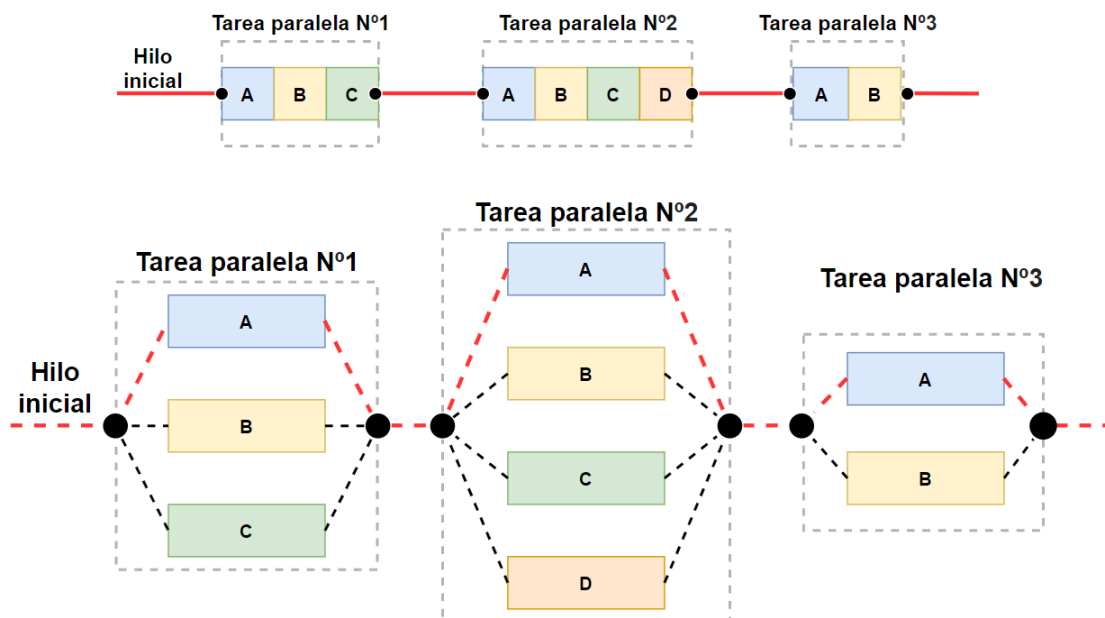 Tarea paralela Nº1
Tarea paralela Nº2
Tarea paralela Nº3
Hilo
inicial
A B C
A B C D
A B
Tarea paralela Nº1
Tarea paralela Nº2
Tarea paralela Nº3
Hilo
inicial
A
B
C
A
B
C
D
A
B